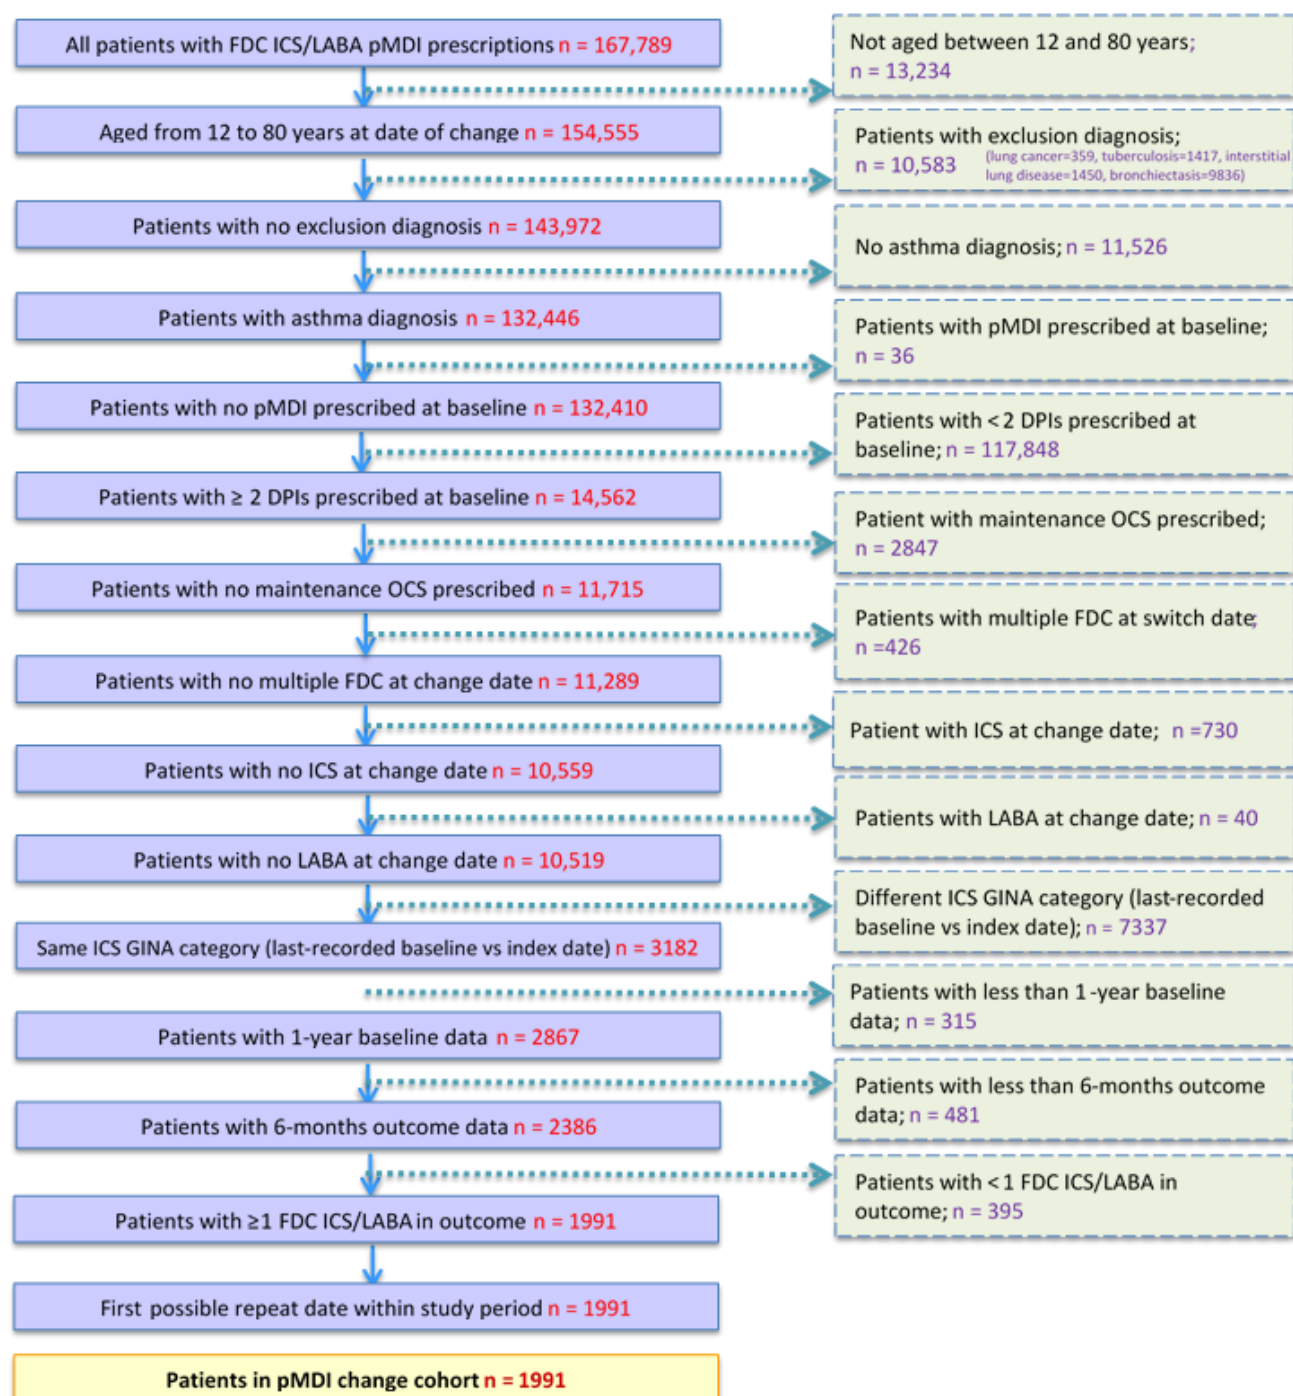 All patients with FDC ICS/LABA pMDI prescriptions n = 167,789
Not aged between 12 and 80 years;
n = 13,234
Aged from 12 to 80 years at date of change n = 154,555
Patients with exclusion diagnosis;
n = 10,583 (lung cancer=359, tuberculosis=1417, interstitial
lung disease=1450, bronchiectasis=9836)
Patients with no exclusion diagnosis n = 143,972
No asthma diagnosis; n = 11,526
Patients with asthma diagnosis n = 132,446
Patients with pMDI prescribed at baseline;
n = 36
Patients with no pMDI prescribed at baseline n = 132,410
Patients with < 2 DPIs prescribed at
baseline; n = 117,848
Patients with ≥ 2 DPIs prescribed at baseline n = 14,562
Patient with maintenance OCS prescribed;
n = 2847
Patients with no maintenance OCS prescribed n = 11,715
Patients with multiple FDC at switch date;
n =426
Patients with no multiple FDC at change date n = 11,289
Patient with ICS at change date; n =730
Patients with no ICS at change date n = 10,559
Patients with LABA at change date; n = 40
Patients with no LABA at change date n = 10,519
Different ICS GINA category (last-recorded
baseline vs index date); n = 7337
Same ICS GINA category (last-recorded baseline vs index date) n = 3182
Patients with less than 1-year baseline
data; n = 315
Patients with 1-year baseline data n = 2867
Patients with less than 6-months outcome
data; n = 481
Patients with 6-months outcome data n = 2386
Patients with < 1 FDC ICS/LABA in
outcome; n = 395
Patients with ≥1 FDC ICS/LABA in outcome n = 1991
First possible repeat date within study period n = 1991
Patients in pMDI change cohort n = 1991